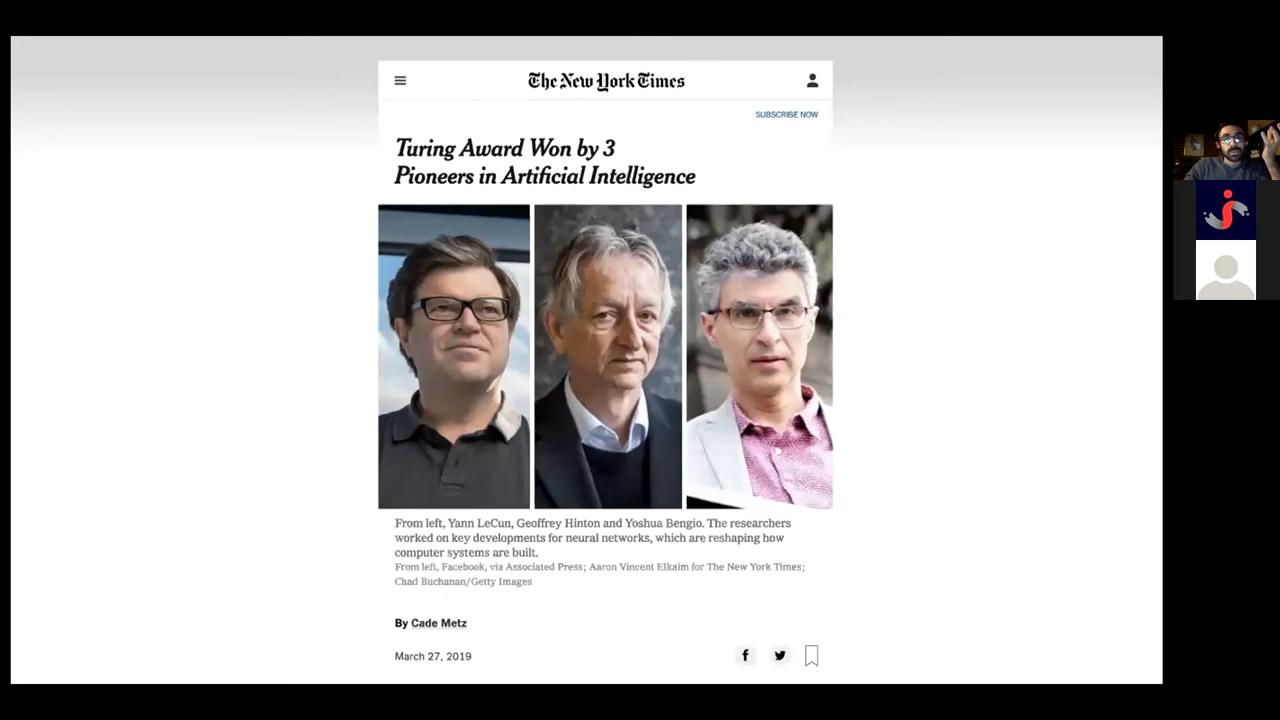 The New York Times
SUBSCRIBE NOW
Turing Award Won by 3
Pioneers in Artificial Intelligence
From left, Yann LeCun, Geoffrey Hinton and Yoshua Bengio. The researchers
worked on key developments for neural networks, which are reshaping how
computer systems are built.
From left, Facebook, via Associated Press; Aaron Vincent Elkaim for The New York Times;
Chad Buchanan/Getty Images
By Cade Metz
March 27, 2019